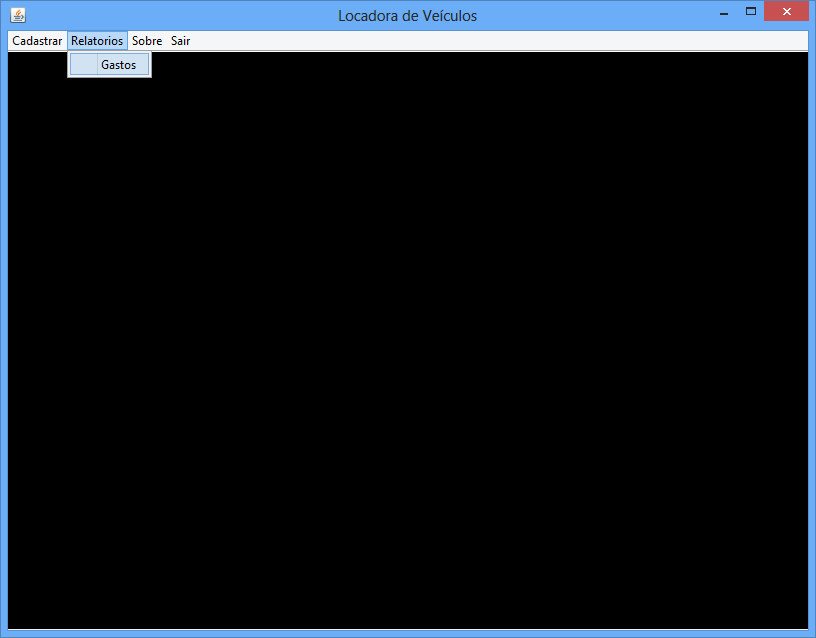 Locadora de Veículos
Cadastrar Relatorios Sobre Sair
Gastos